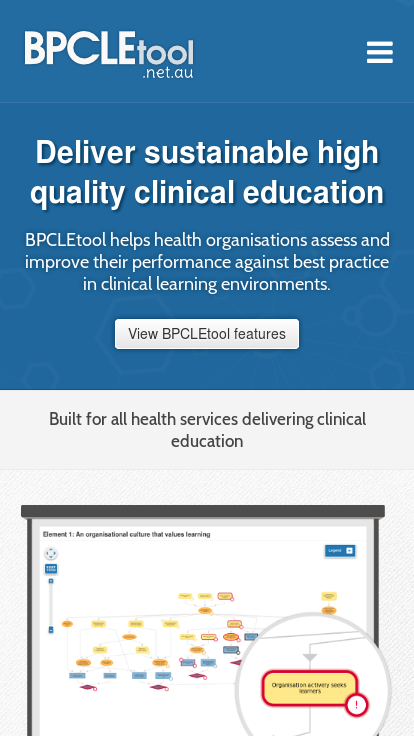 BPCLEtool
.net.au
Deliver sustainable high
quality clinical education
BPCLEtool helps health organisations assess and
improve their performance against best practice
in clinical learning environments.
View BPCLEtool features
Built for all health services delivering clinical
education
Element 1: An organisational culture that values learning
Legend
Organisation actively seeks
learners
!